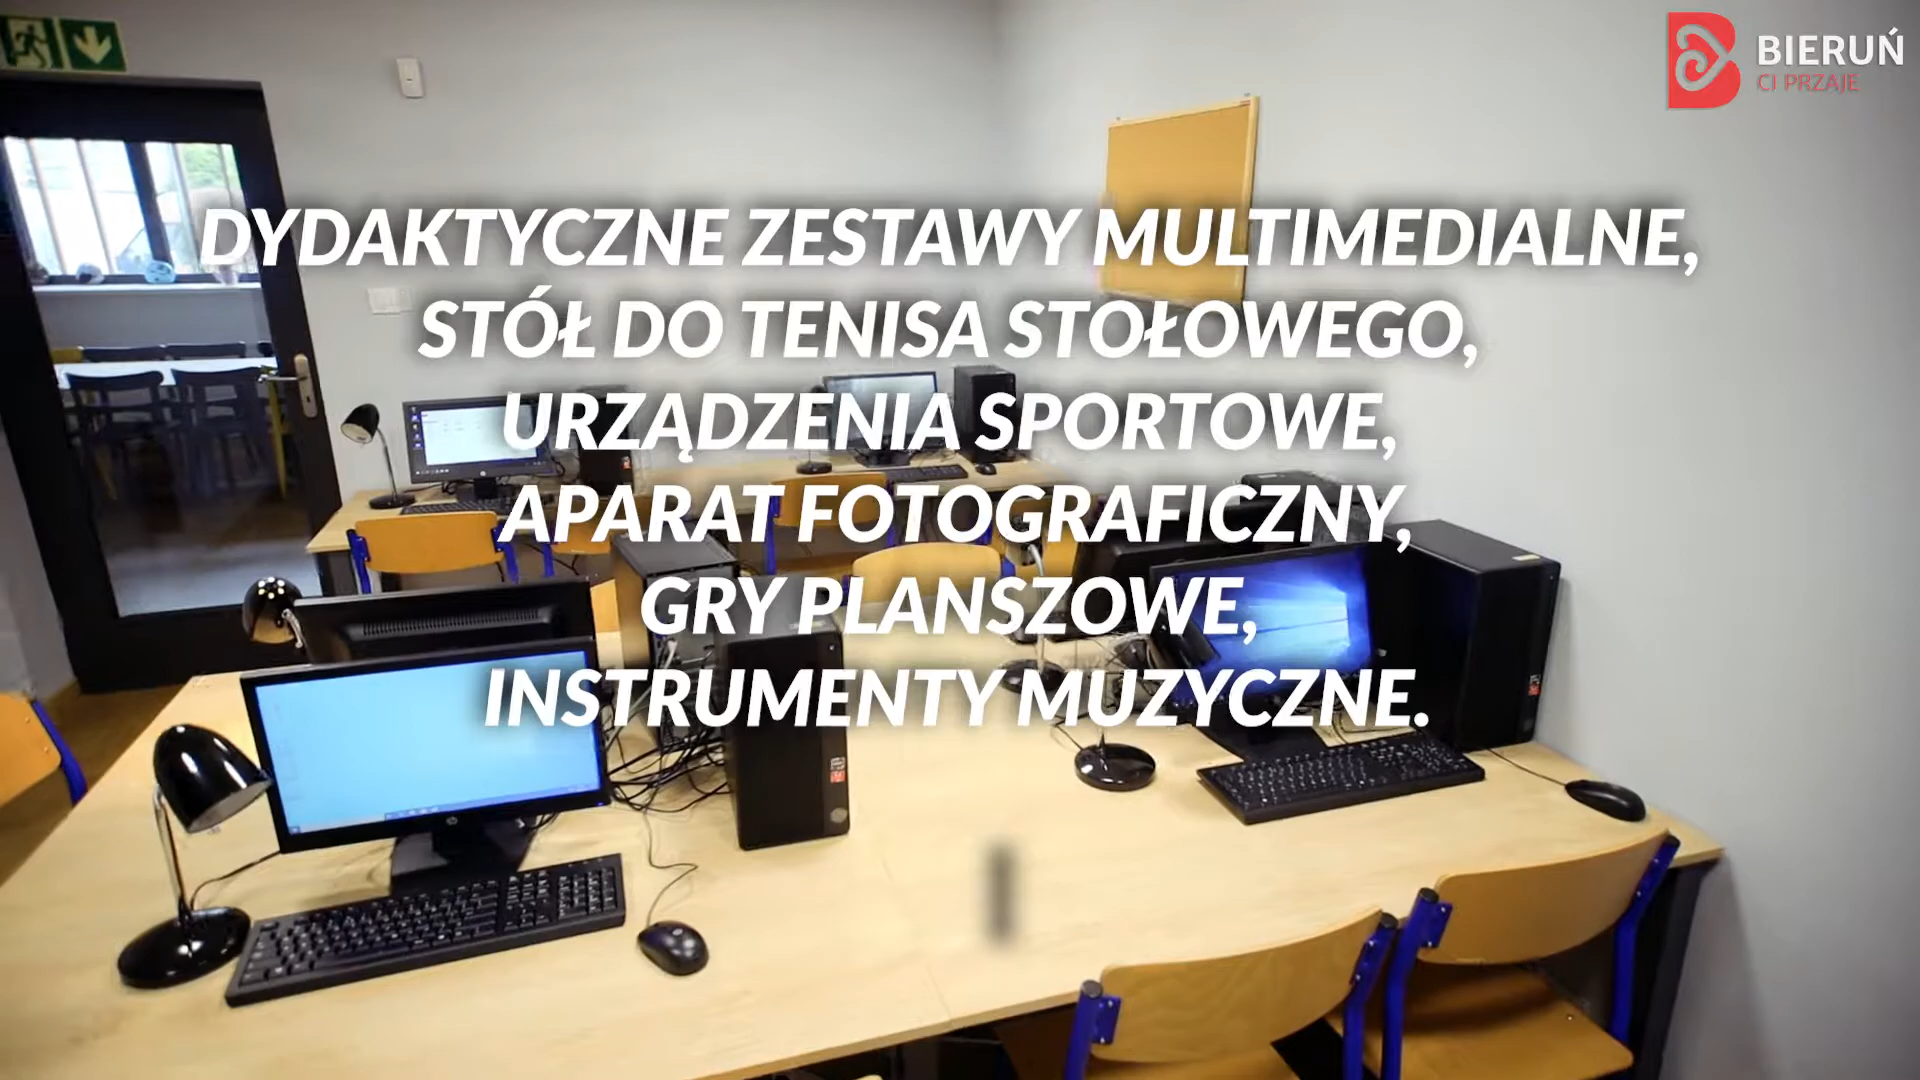 BIERUŃ
CI PRZAJE
DYDAKTYCZNE ZESTAWY MULTIMEDIALNE,
STÓŁ DO TENISA STOŁOWEGO,
URZĄDZENIA SPORTOWE,
APARAT FOTOGRAFICZNY,
GRY PLANSZOWE,
INSTRUMENTY MUZYCZNE.